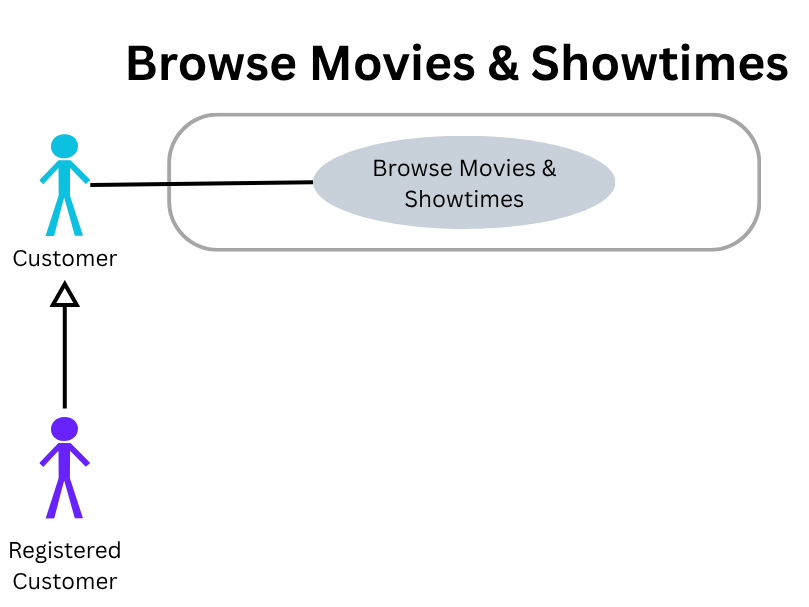 Browse Movies & Showtimes
Browse Movies &
Showtimes
Customer
Registered
Customer